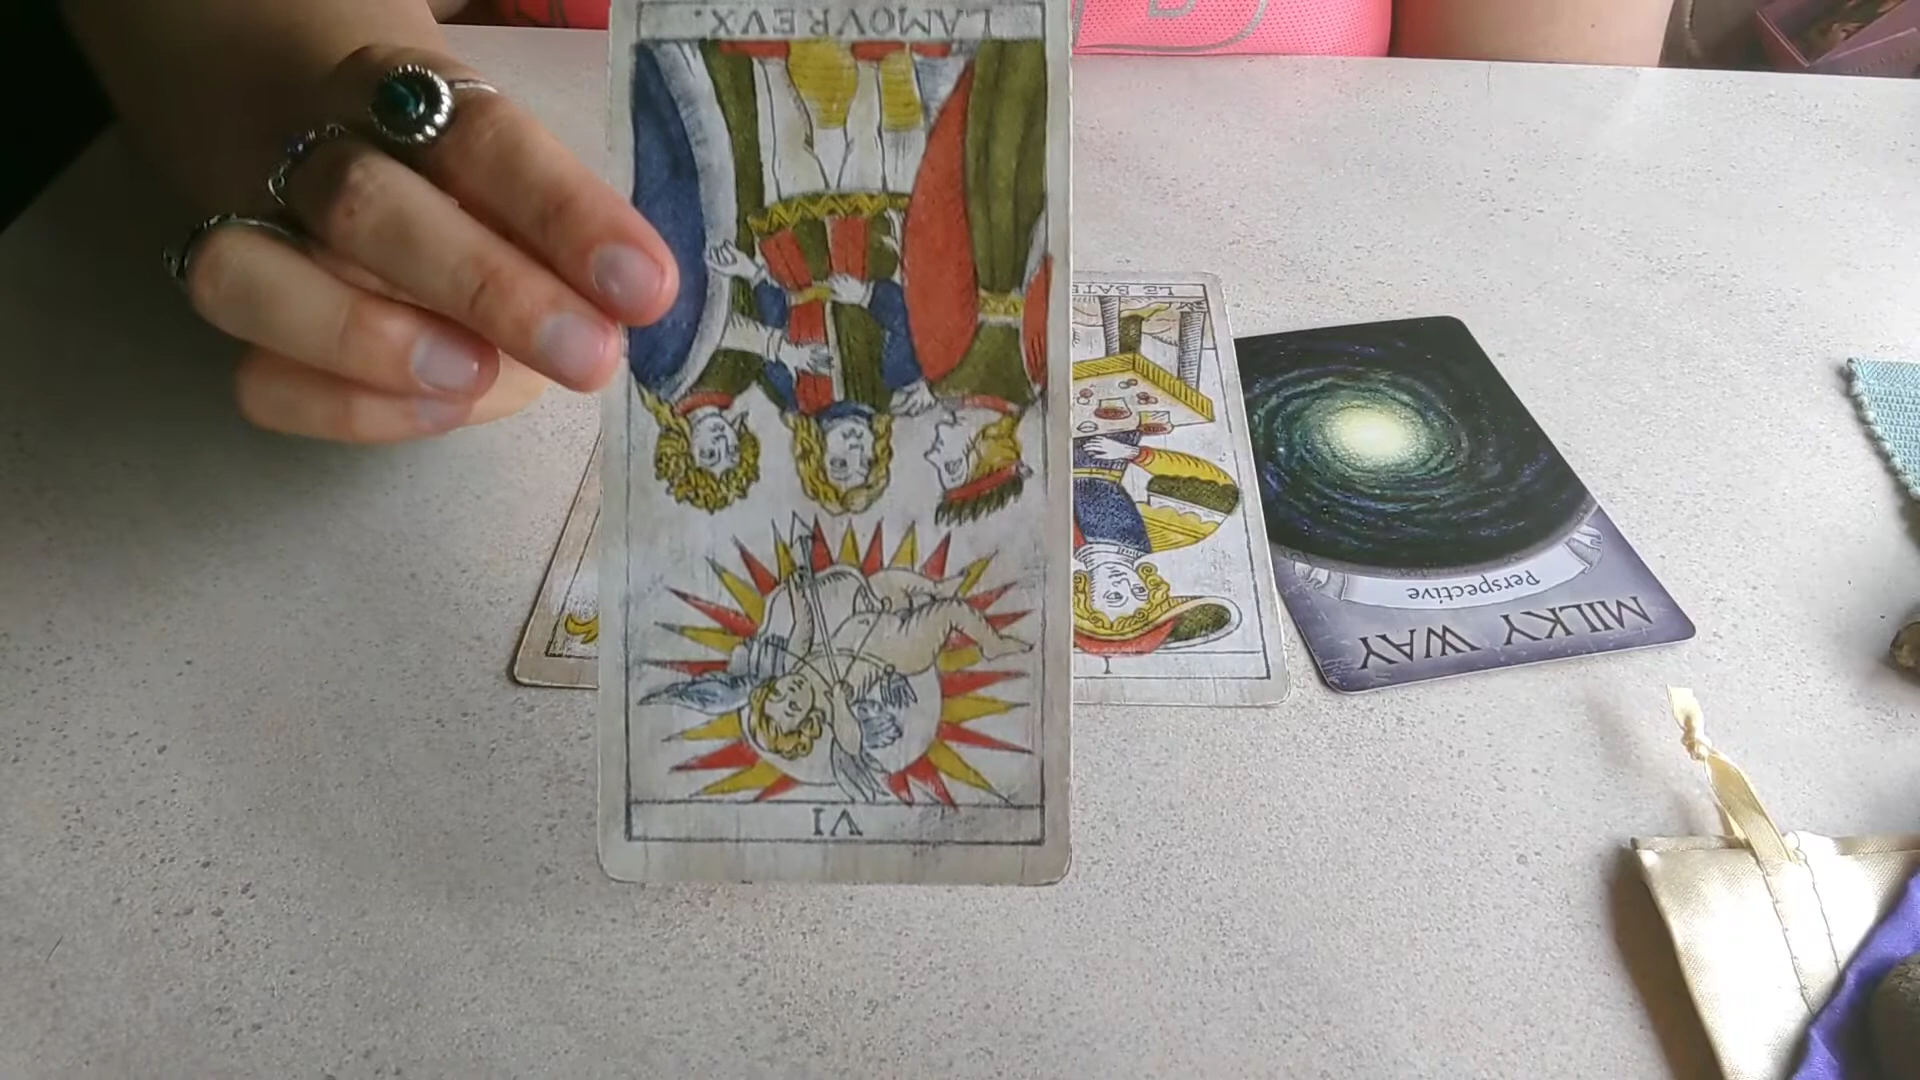 LAMOVREVX.
VI
LE BATE
I
Perspective
MILKY WAY